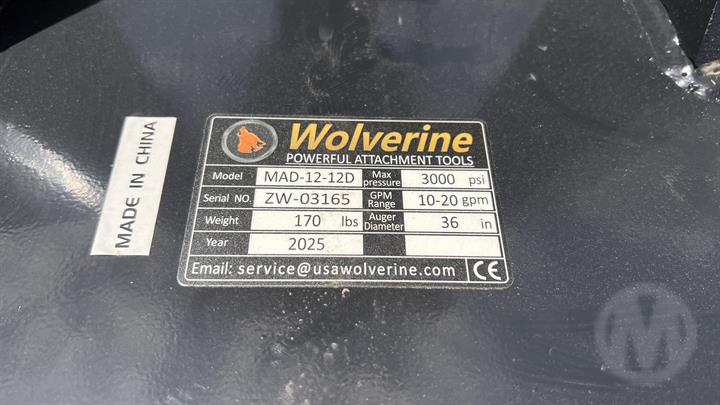 MADE IN CHINA
Wolverine
POWERFUL ATTACHMENT TOOLS
Model MAD-12-12D Max pressure 3000 psi
Serial NO. ZW-03165 GPM Range 10-20 gpm
Weight 170 lbs Auger Diameter 36 in
Year 2025
Email: service@usawolverine.com CE
M